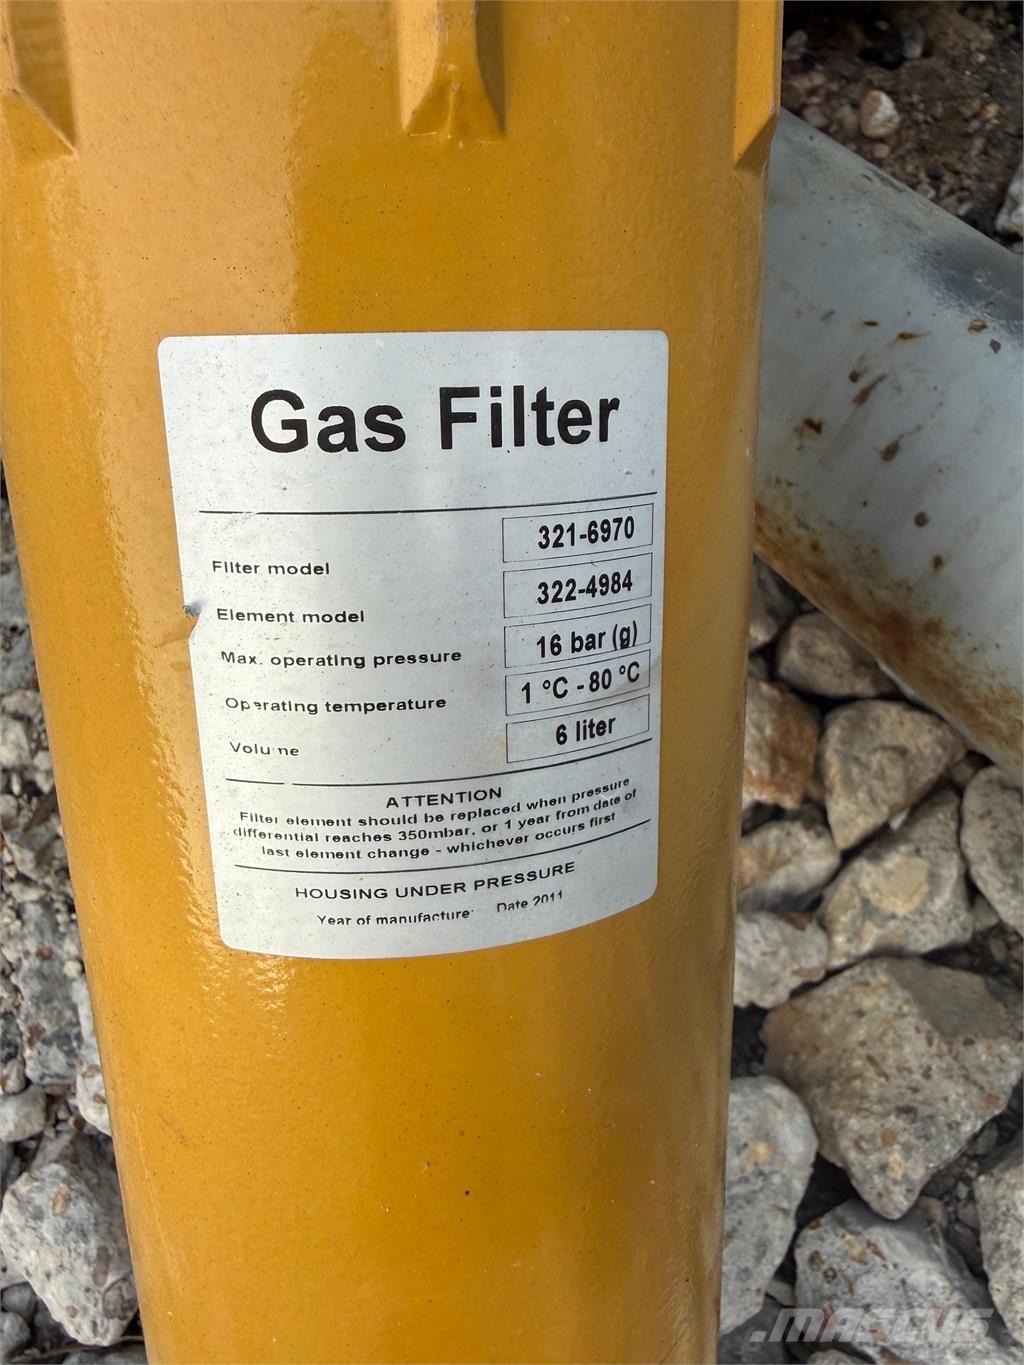 Gas Filter
Filter model 321-6970
Element model 322-4984
Max. operating pressure 16 bar (g)
Operating temperature 1 °C - 80 °C
Volume 6 liter
ATTENTION
Filter element should be replaced when pressure
differential reaches 350mbar, or 1 year from date of
last element change - whichever occurs first
HOUSING UNDER PRESSURE
Year of manufacture: Date 2011
.MASCUS